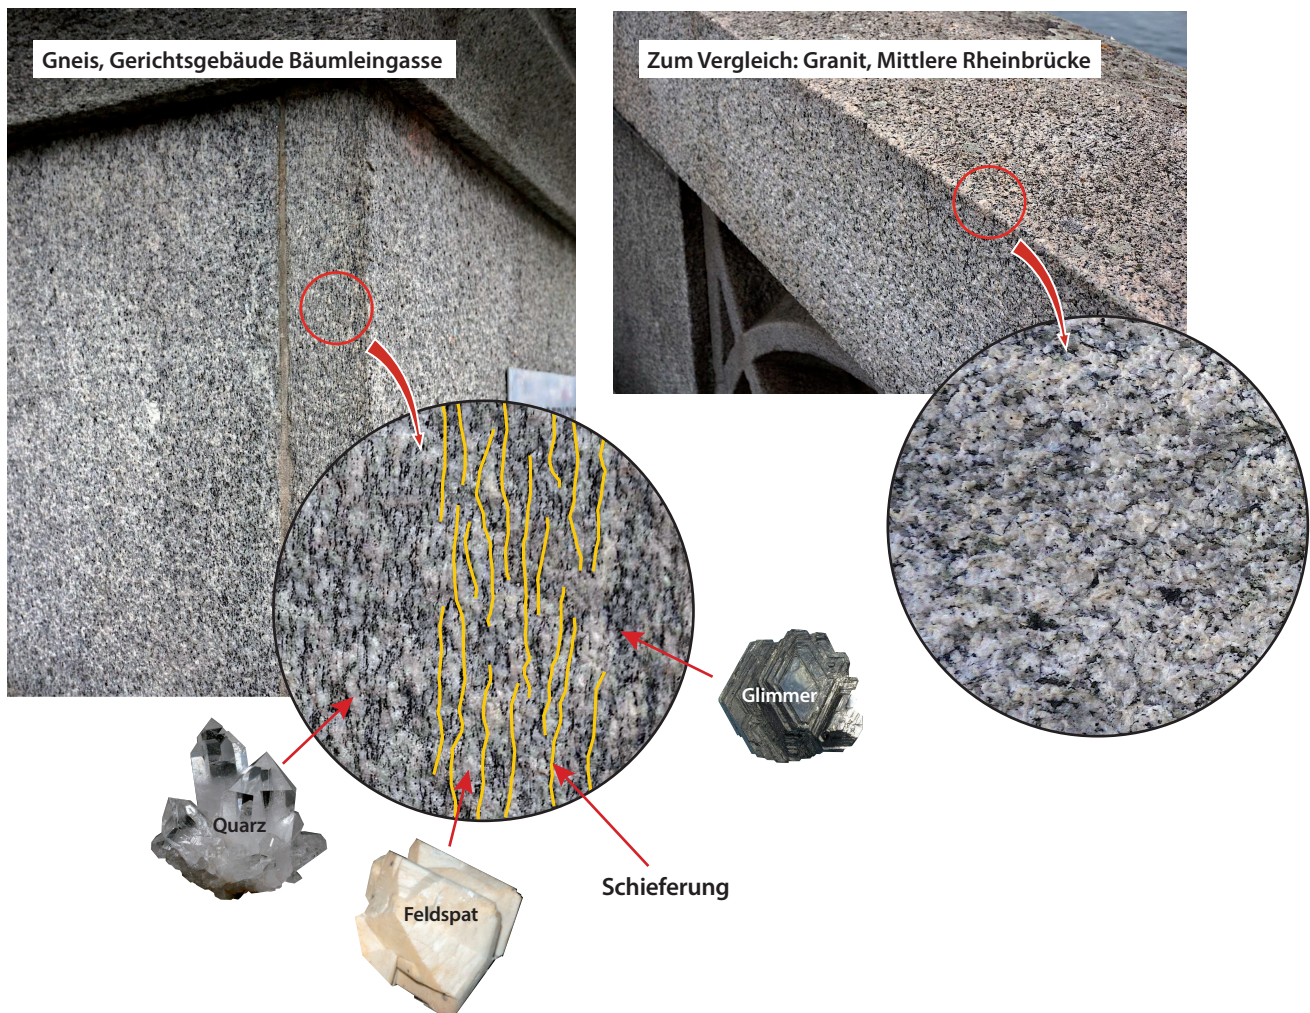 Gneis, Gerichtsgebäude Bäumleingasse
Zum Vergleich: Granit, Mittlere Rheinbrücke
Glimmer
Quarz
Feldspat
Schieferung